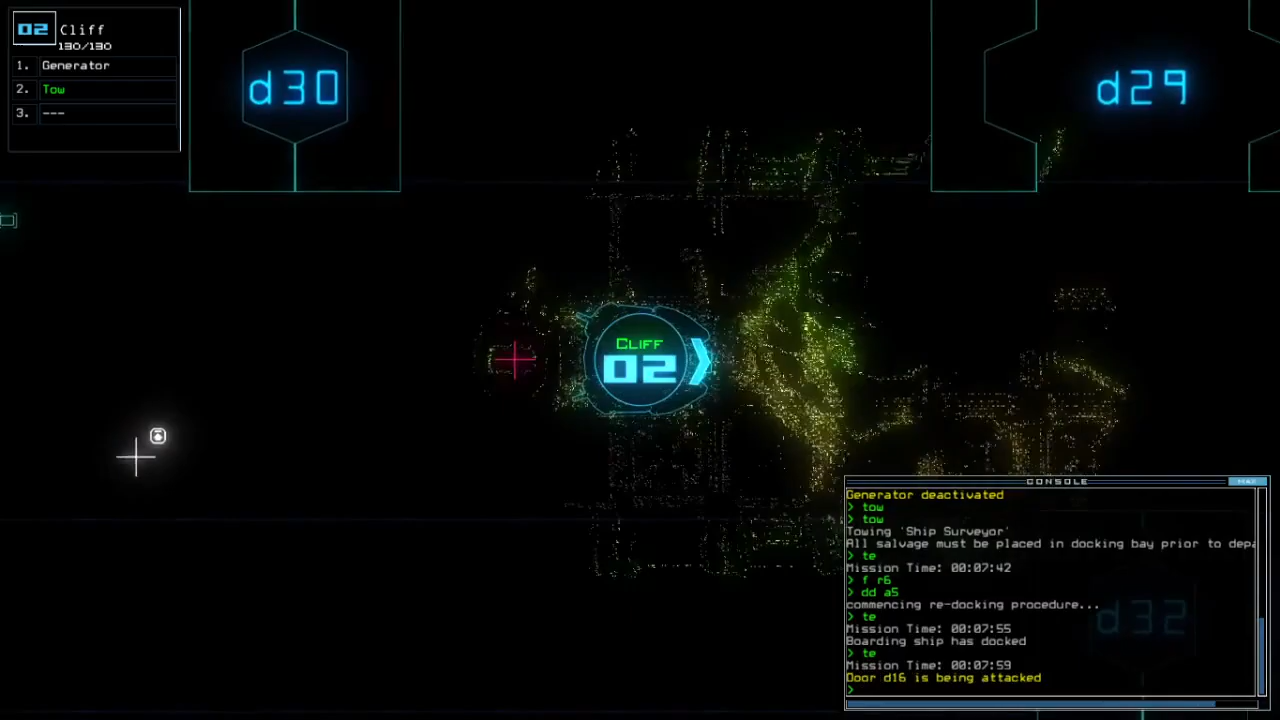 02 Cliff
130/130
1. Generator
2. Tow
3. ---
d30
d29
Cliff
02
CONSOLE
Generator deactivated
> tow
> tow
Towing 'Ship Surveyor'
All salvage must be placed in docking bay prior to depa
> te
Mission Time: 00:07:42
> f r6
> dd a5
commencing re-docking procedure...
> te
Mission Time: 00:07:55
Boarding ship has docked
> te
Mission Time: 00:07:59
Door d16 is being attacked
>
d32